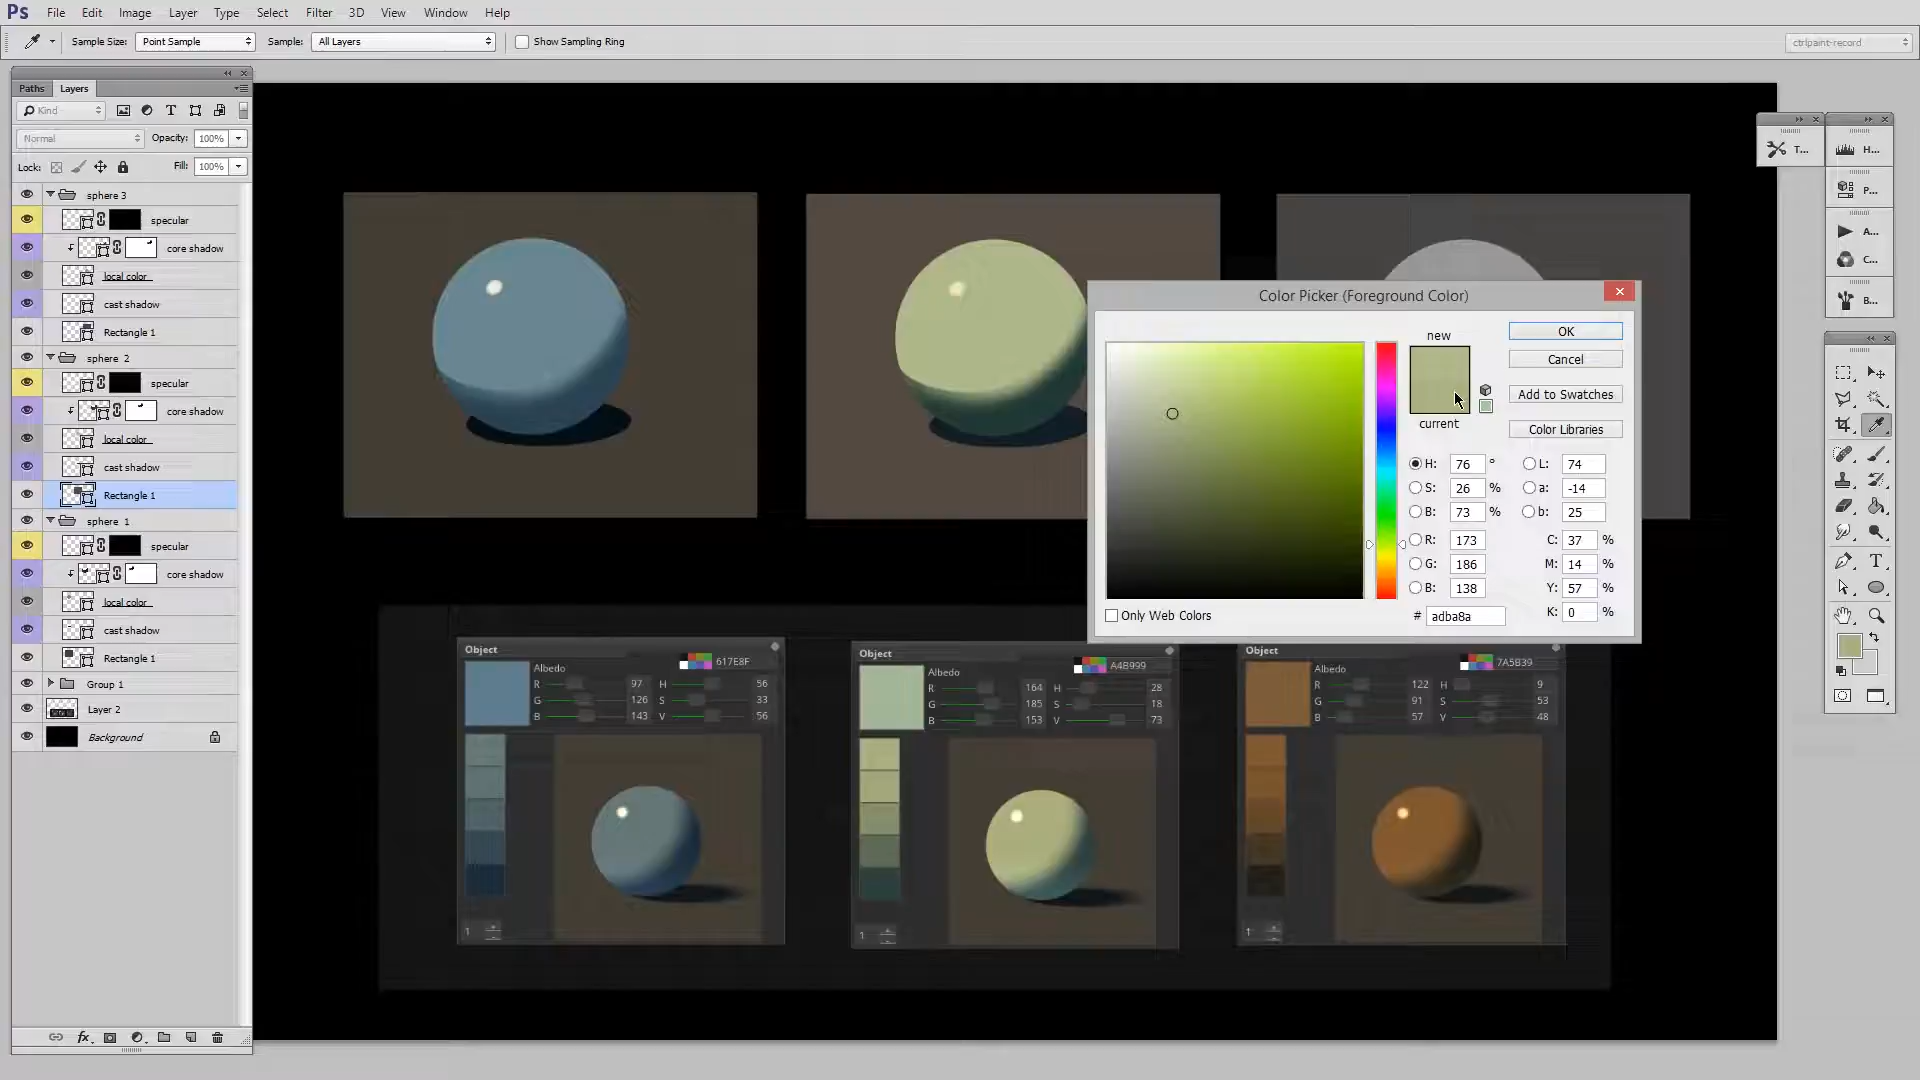 Ps File Edit Image Layer Type Select Filter 3D View Window Help
Sample Size: Point Sample Sample: All Layers Show Sampling Ring ctrlpaint-record
Paths Layers
Kind
Normal Opacity: 100%
Lock: Fill: 100%
sphere 3
specular
core shadow
local color
cast shadow
Rectangle 1
sphere 2
specular
core shadow
local color
cast shadow
Rectangle 1
sphere 1
specular
core shadow
local color
cast shadow
Rectangle 1
Group 1
Layer 2
Background
fx
T...
H...
P...
A...
C...
B...
Color Picker (Foreground Color)
new
current
OK
Cancel
Add to Swatches
Color Libraries
H: 76 ° L: 74
S: 26 % a: -14
B: 73 % b: 25
R: 173 C: 37 %
G: 186 M: 14 %
B: 138 Y: 57 %
# adba8a K: 0 %
Only Web Colors
Object
Albedo 617E8F
R 97 H 56
G 126 S 33
B 143 V 56
1
Object
Albedo A4B999
R 164 H 28
G 185 S 18
B 153 V 73
1
Object
Albedo 7A5B39
R 122 H 9
G 91 S 53
B 57 V 48
1
T